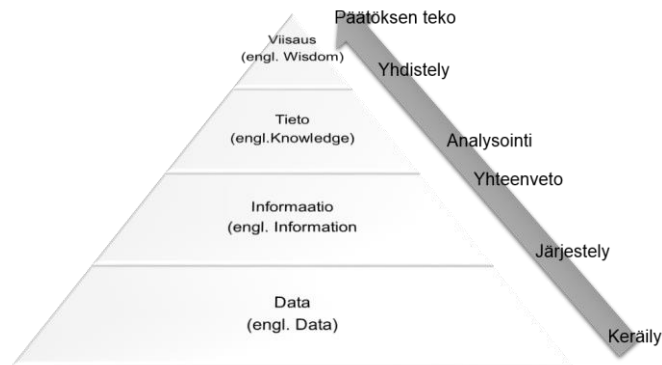 Päätöksen teko
Viisaus
(engl. Wisdom)
Yhdistely
Tieto
(engl.Knowledge)
Analysointi
Yhteenveto
Informaatio
(engl. Information
Järjestely
Data
(engl. Data)
Keräily